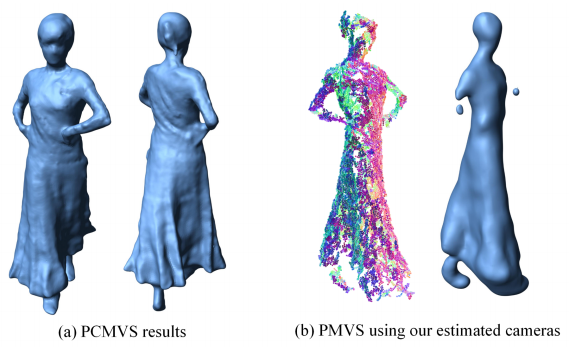 (a) PCMVS results
(b) PMVS using our estimated cameras